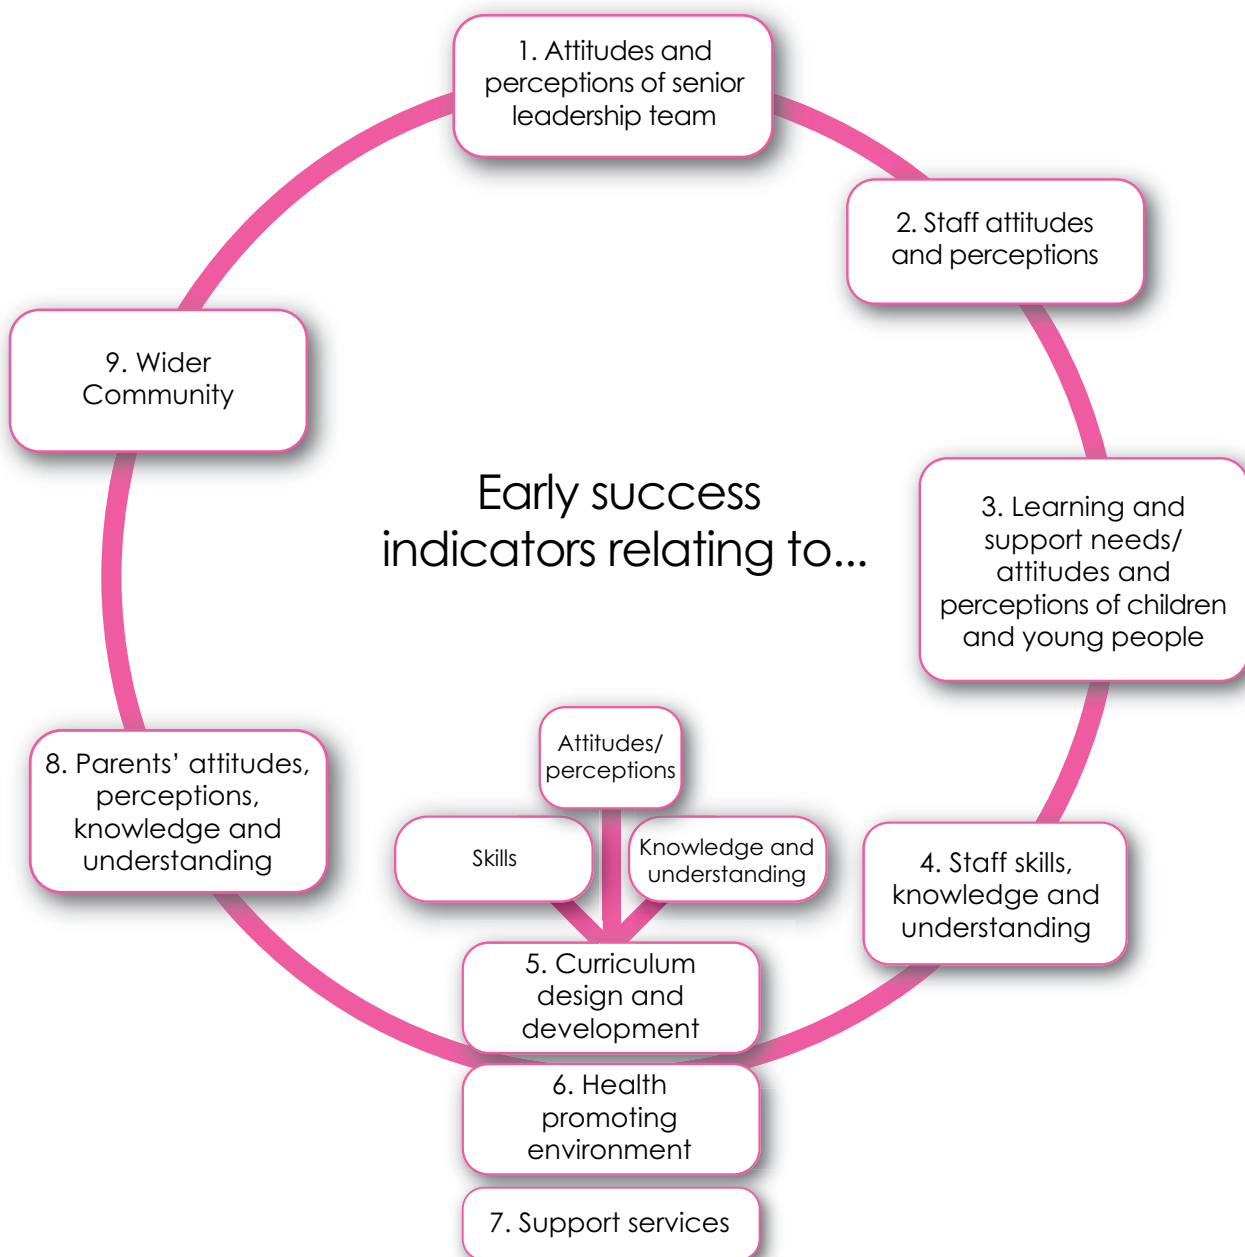 1. Attitudes and
perceptions of senior
leadership team
2. Staff attitudes
and perceptions
9. Wider
Community
Early success
indicators relating to...
3. Learning and
support needs/
attitudes and
perceptions of children
and young people
8. Parents’ attitudes,
perceptions,
knowledge and
understanding
Attitudes/
perceptions
Skills
Knowledge and
understanding
4. Staff skills,
knowledge and
understanding
5. Curriculum
design and
development
6. Health
promoting
environment
7. Support services